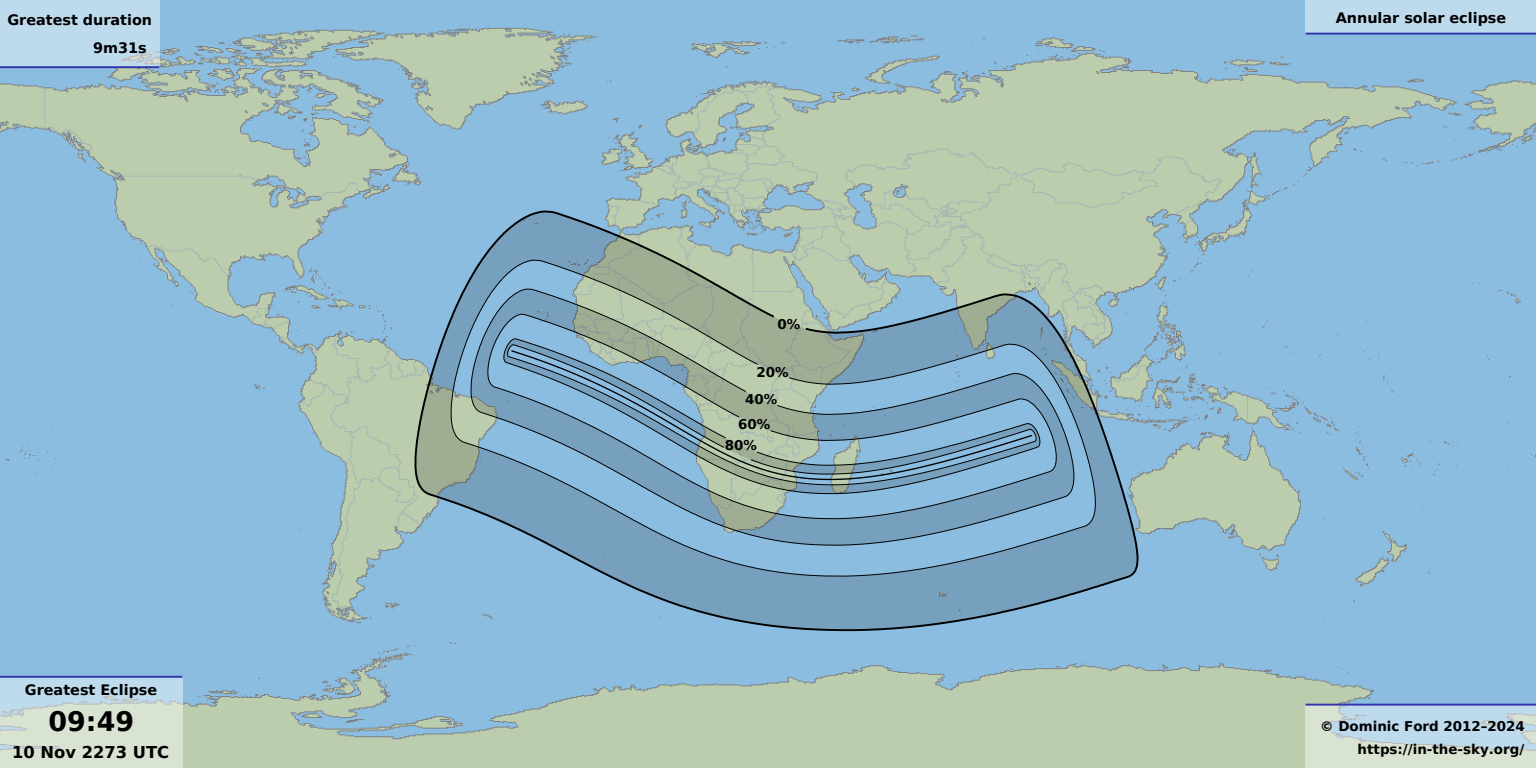 Greatest duration
9m31s
Annular solar eclipse
0%
20%
40%
60%
80%
Greatest Eclipse
09:49
10 Nov 2273 UTC
© Dominic Ford 2012–2024
https://in-the-sky.org/